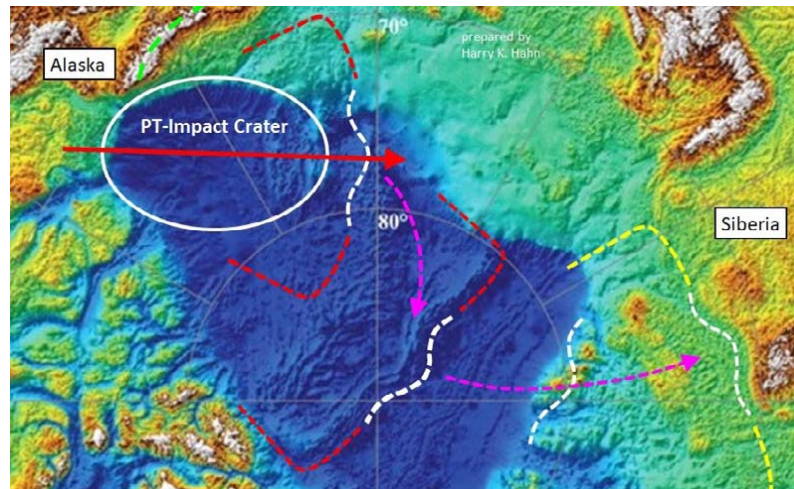 70°
prepared by
Harry K. Hahn
Alaska
PT-Impact Crater
80°
Siberia